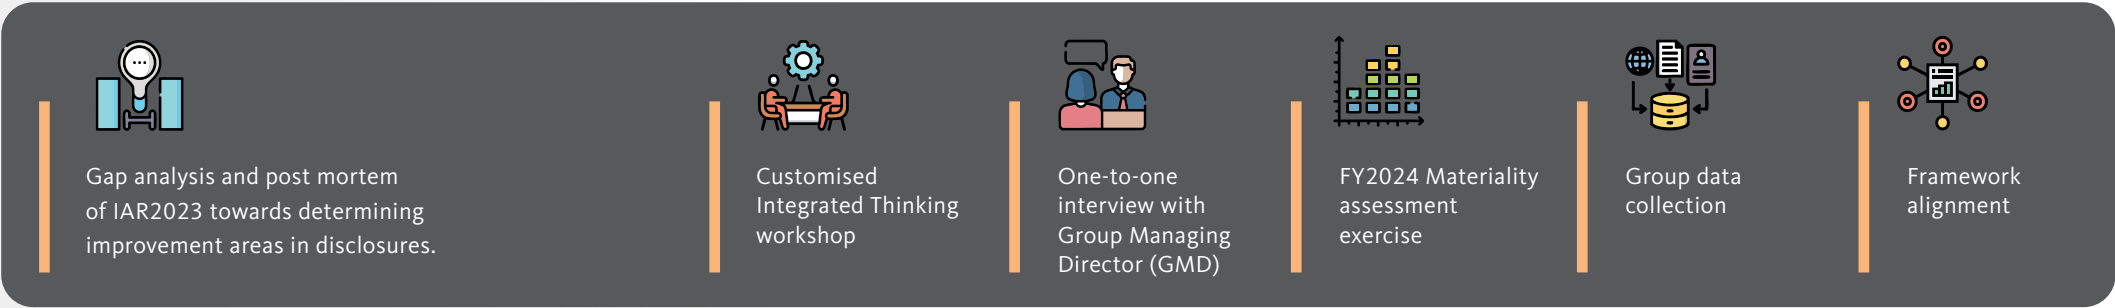 Gap analysis and post mortem
of IAR2023 towards determining
improvement areas in disclosures.
Customised
Integrated Thinking
workshop
One-to-one
interview with
Group Managing
Director (GMD)
FY2024 Materiality
assessment
exercise
Group data
collection
Framework
alignment